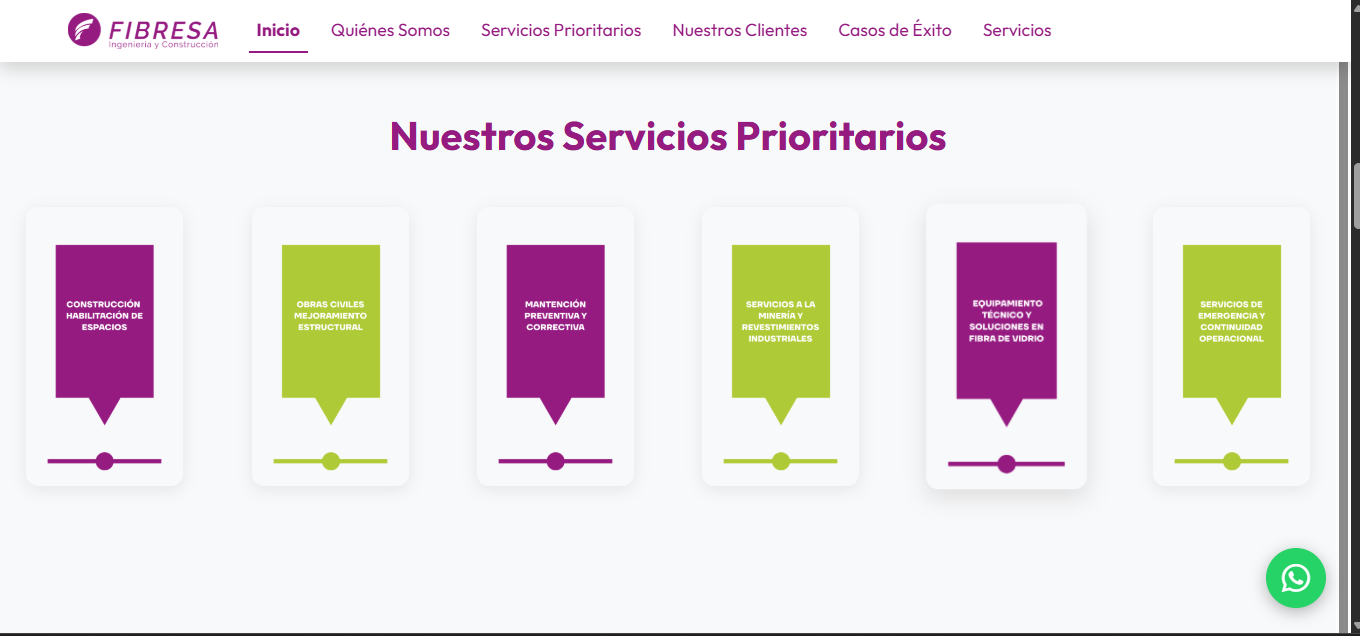 FIBRESA
Ingeniería y Construcción
Inicio
Quiénes Somos
Servicios Prioritarios
Nuestros Clientes
Casos de Éxito
Servicios
Nuestros Servicios Prioritarios
CONSTRUCCIÓN
HABILITACIÓN DE
ESPACIOS
OBRAS CIVILES
MEJORAMIENTO
ESTRUCTURAL
MANTENCIÓN
PREVENTIVA Y
CORRECTIVA
SERVICIOS A LA
MINERÍA Y
REVESTIMIENTOS
INDUSTRIALES
EQUIPAMIENTO
TÉCNICO Y
SOLUCIONES EN
FIBRA DE VIDRIO
SERVICIOS DE
EMERGENCIA Y
CONTINUIDAD
OPERACIONAL